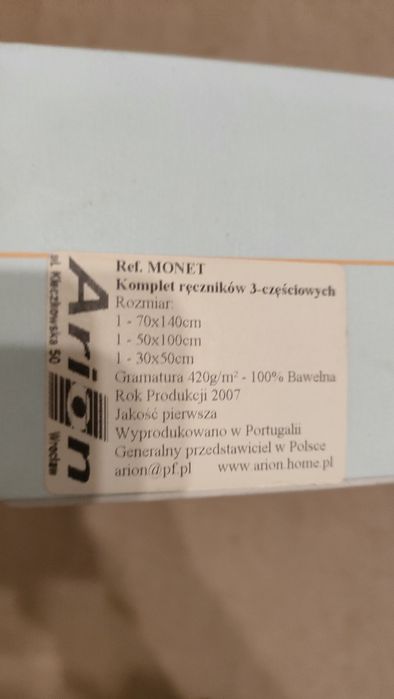 Ref. MONET
Komplet ręczników 3-częściowych
Rozmiar:
1 - 70x140cm
1 - 50x100cm
1 - 30x50cm
Gramatura 420g/m² - 100% Bawełna
Rok Produkcji 2007
Jakość pierwsza
Wyprodukowano w Portugalii
Generalny przedstawiciel w Polsce
arion@pf.pl www.arion.home.pl
Arion
pl. Kleczkowska 50 Wrocław